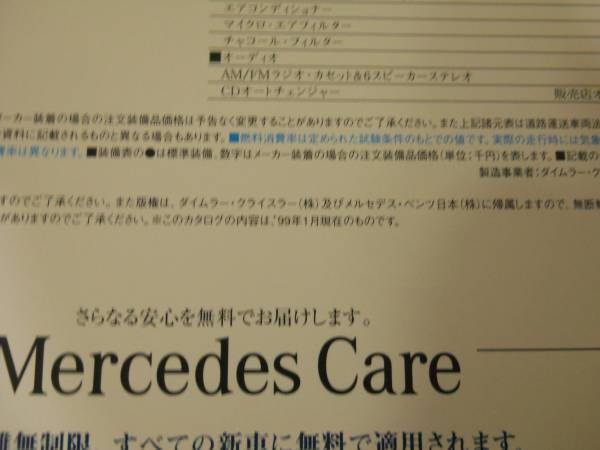 エアコンディショナー
マイクロ・エアフィルター
チャコール・フィルター
■オーディオ
AM/FMラジオ・カセット&6スピーカーステレオ
CDオートチェンジャー 販売店オ
ーカー装着の場合の注文装備品価格は予告なく変更することがありますのでご了承ください。また上記諸元表は道路運送車両法
資料に記載されるものと異なる場合もあります。■燃料消費率は定められた試験条件のもとでの値です。実際の走行時には気象
費率は異なります。■装備表の●は標準装備、数字はメーカー装着の場合の注文装備品価格(単位:千円)を表します。■記載の
製造事業者:ダイムラー・ク
すのでご了承ください。また版権は、ダイムラー・クライスラー(株)及びメルセデス・ベンツ日本(株)に帰属しますので、無断
がありますのでご了承ください。※このカタログの内容は、'99年1月現在のものです。
さらなる安心を無料でお届けします。
Mercedes Care
離無制限 すべての新車に無料で適用されます。